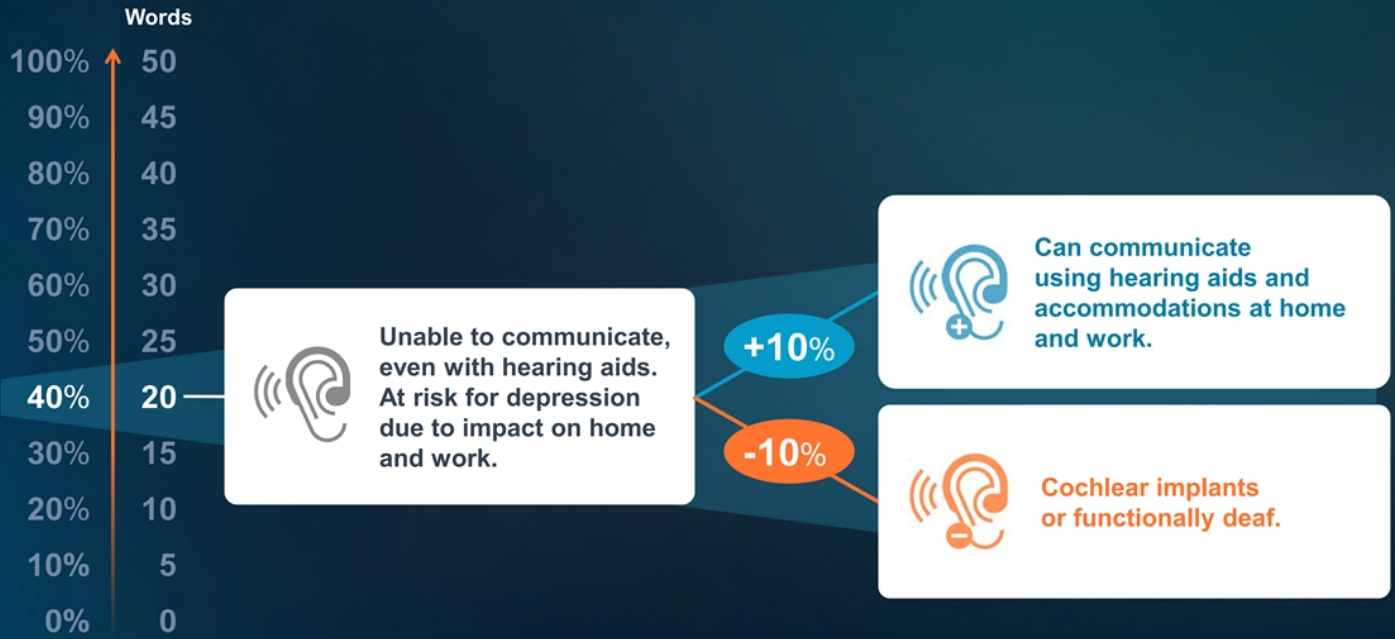 Words
100% 50
90% 45
80% 40
70% 35
60% 30
50% 25
40% 20
30% 15
20% 10
10% 5
0% 0
Unable to communicate,
even with hearing aids.
At risk for depression
due to impact on home
and work.
+10%
-10%
Can communicate
using hearing aids and
accommodations at home
and work.
Cochlear implants
or functionally deaf.